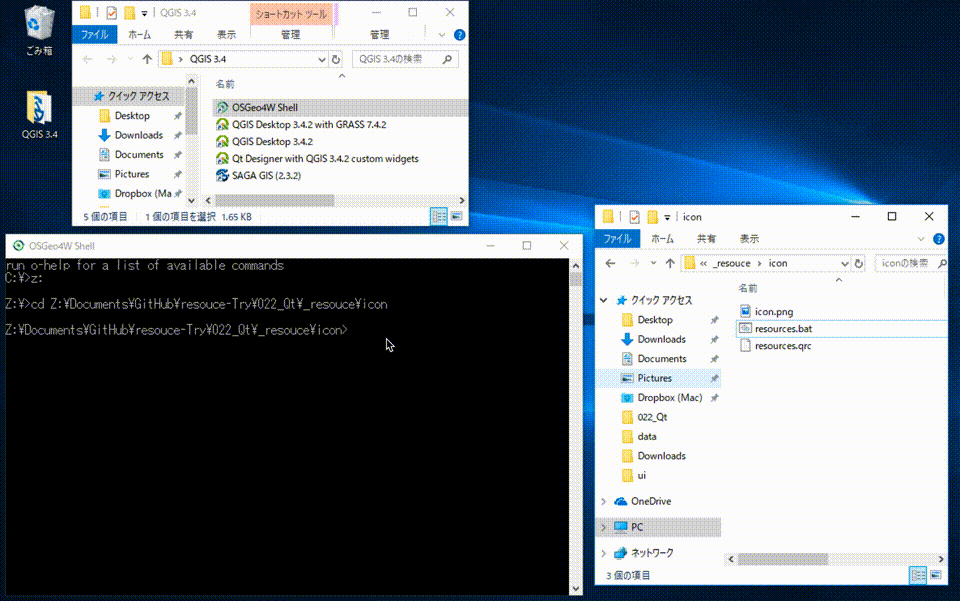 ごみ箱
QGIS 3.4
QGIS 3.4
ショートカット ツール
ファイル
ホーム
共有
表示
管理
管理
QGIS 3.4
QGIS 3.4の検索
名前
クイック アクセス
Desktop
Downloads
Documents
Pictures
Dropbox (Ma
OSGeo4W Shell
QGIS Desktop 3.4.2 with GRASS 7.4.2
QGIS Desktop 3.4.2
Qt Designer with QGIS 3.4.2 custom widgets
SAGA GIS (2.3.2)
5 個の項目
1 個の項目を選択 1.65 KB
OSGeo4W Shell
run o-help for a list of available commands
C:¥>z:
Z:¥>cd Z:¥Documents¥GitHub¥resouce-Try¥022_Qt¥_resouce¥icon
Z:¥Documents¥GitHub¥resouce-Try¥022_Qt¥_resouce¥icon>
icon
ファイル
ホーム
共有
表示
« _resouce › icon
iconの検索
名前
クイック アクセス
Desktop
Downloads
Documents
Pictures
Dropbox (Mac)
022_Qt
data
Downloads
ui
OneDrive
PC
ネットワーク
icon.png
resources.bat
resources.qrc
3 個の項目